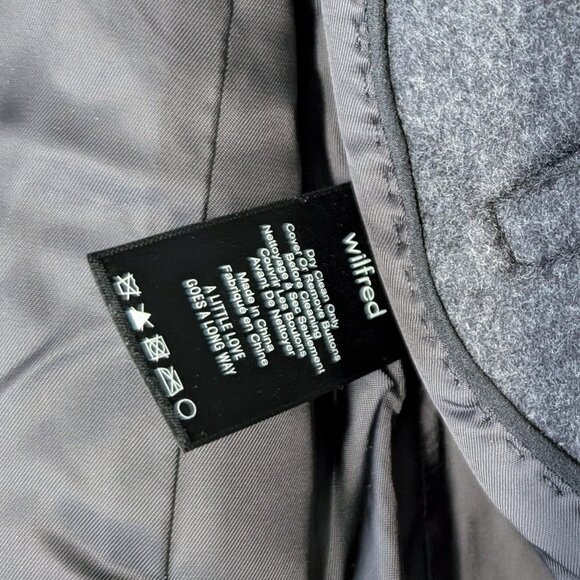 wilfred
Dry Clean Only
Cover Or Remove Buttons
Before Cleaning
Nettoyage à Sec Seulement
Couvrir Les Boutons
Avant De Nettoyer
Made in China
Fabriqué en Chine
A LITTLE LOVE
GOES A LONG WAY